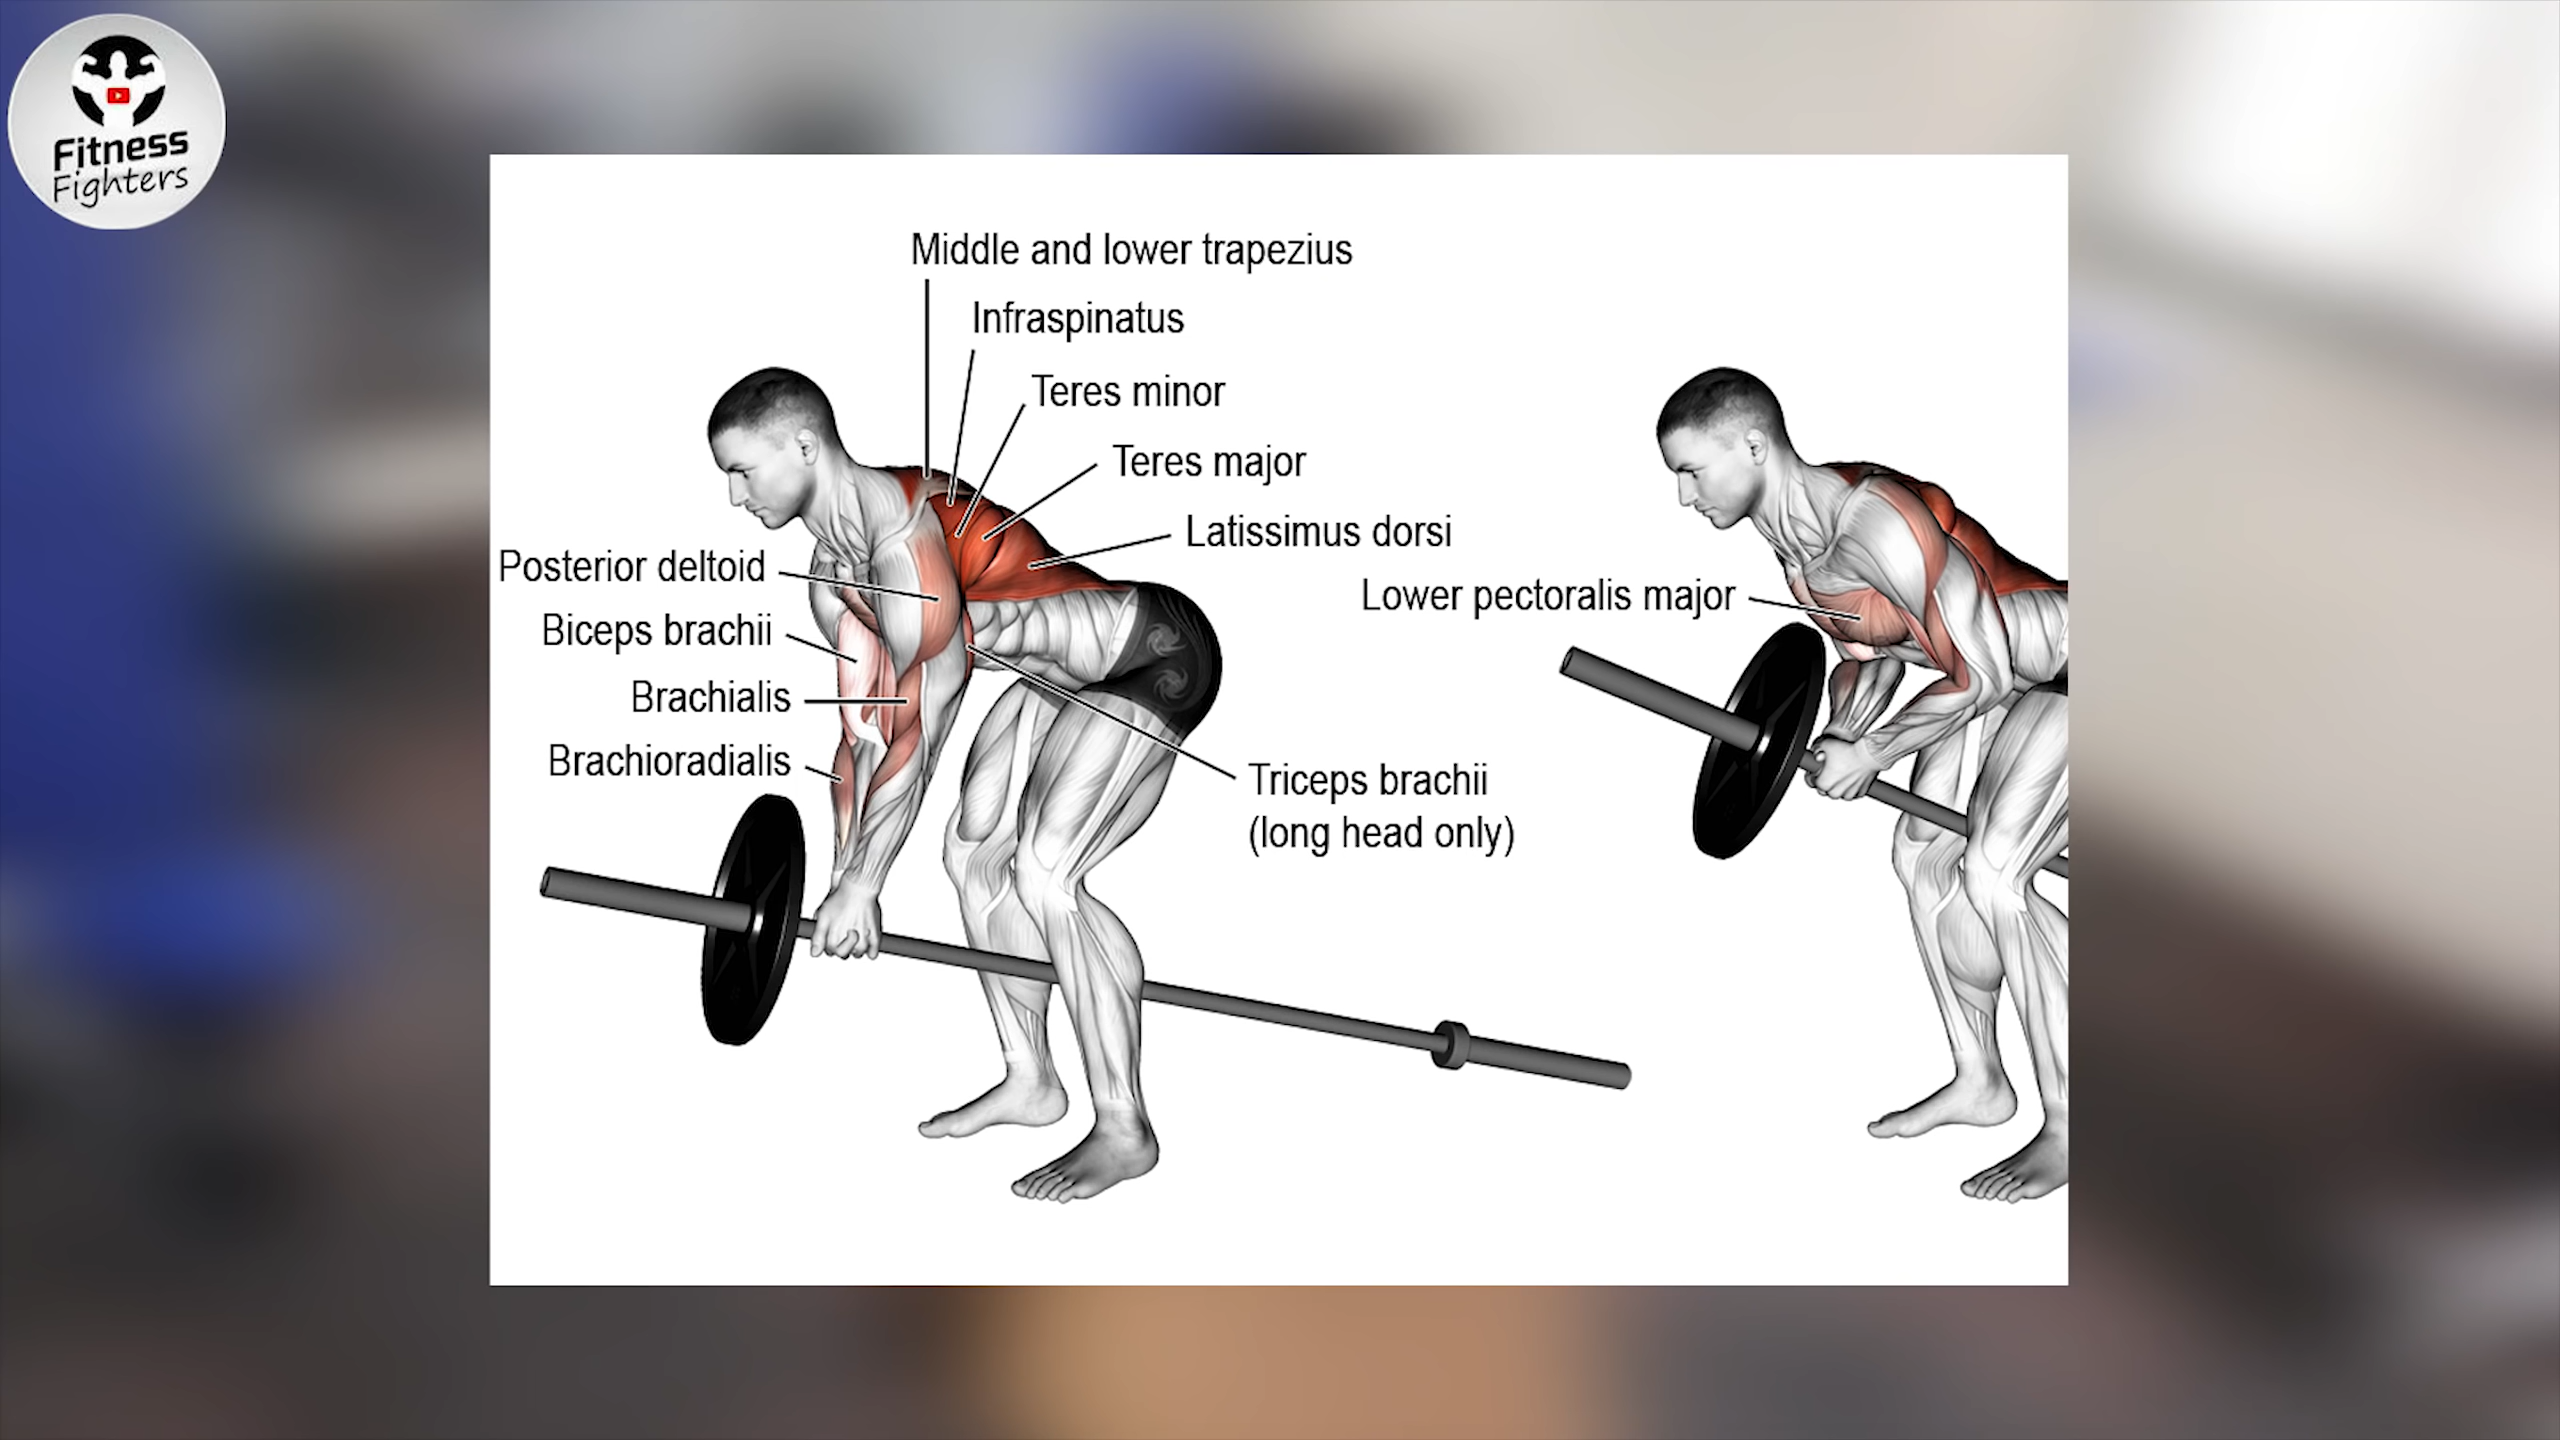 Fitness
Fighters
Middle and lower trapezius
Infraspinatus
Teres minor
Teres major
Latissimus dorsi
Posterior deltoid
Biceps brachii
Brachialis
Brachioradialis
Triceps brachii
(long head only)
Lower pectoralis major